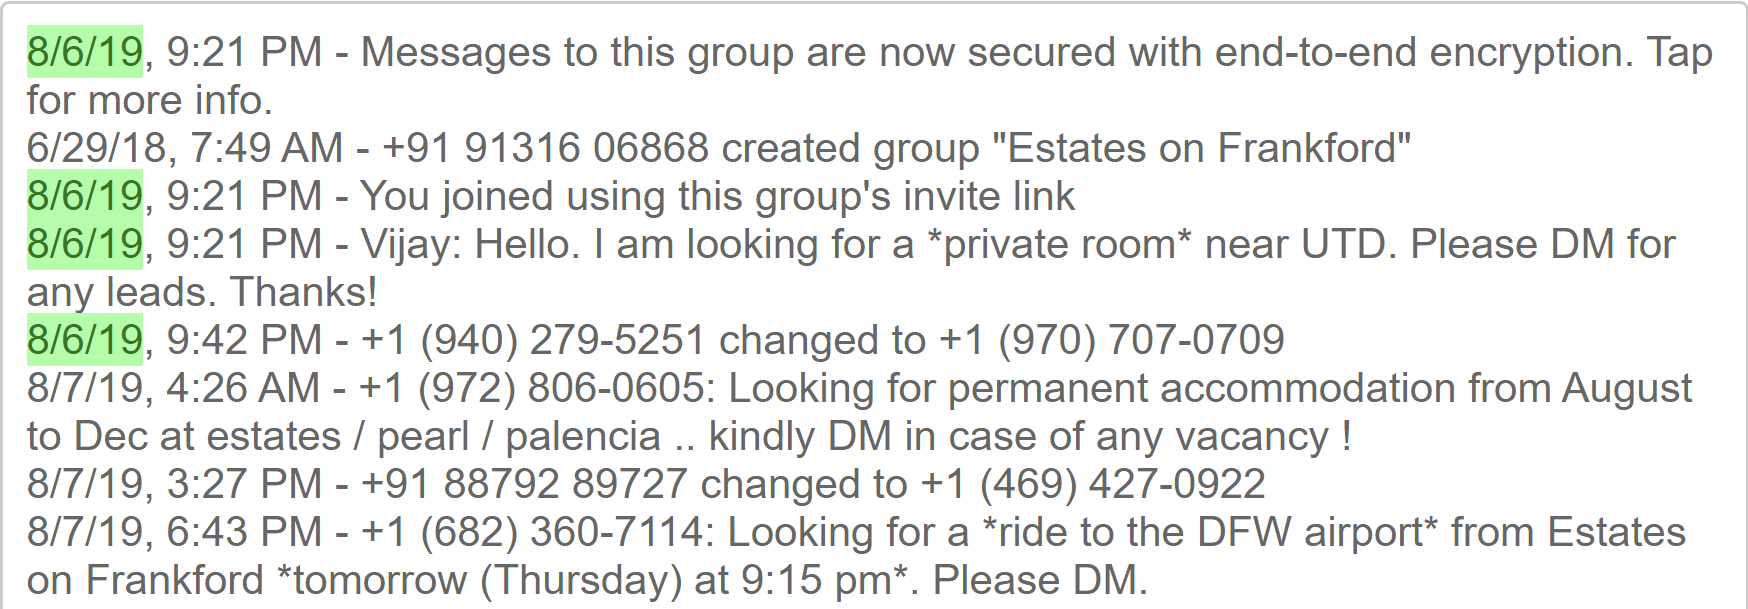 8/6/19, 9:21 PM - Messages to this group are now secured with end-to-end encryption. Tap
for more info.
6/29/18, 7:49 AM - +91 91316 06868 created group "Estates on Frankford"
8/6/19, 9:21 PM - You joined using this group's invite link
8/6/19, 9:21 PM - Vijay: Hello. I am looking for a *private room* near UTD. Please DM for
any leads. Thanks!
8/6/19, 9:42 PM - +1 (940) 279-5251 changed to +1 (970) 707-0709
8/7/19, 4:26 AM - +1 (972) 806-0605: Looking for permanent accommodation from August
to Dec at estates / pearl / palencia .. kindly DM in case of any vacancy !
8/7/19, 3:27 PM - +91 88792 89727 changed to +1 (469) 427-0922
8/7/19, 6:43 PM - +1 (682) 360-7114: Looking for a *ride to the DFW airport* from Estates
on Frankford *tomorrow (Thursday) at 9:15 pm*. Please DM.